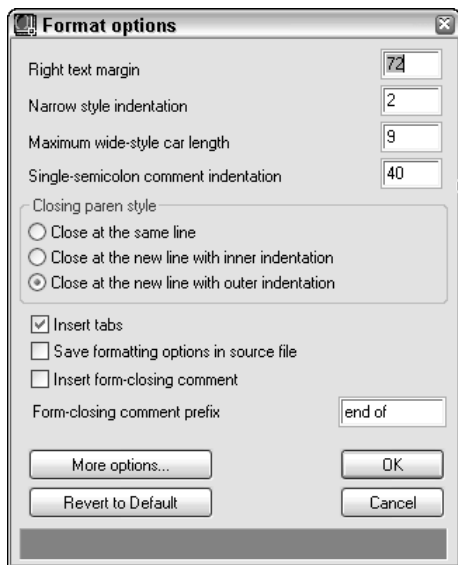 Format options
Right text margin 72
Narrow style indentation 2
Maximum wide-style car length 9
Single-semicolon comment indentation 40
Closing paren style
Close at the same line
Close at the new line with inner indentation
Close at the new line with outer indentation
Insert tabs
Save formatting options in source file
Insert form-closing comment
Form-closing comment prefix end of
More options... OK
Revert to Default Cancel